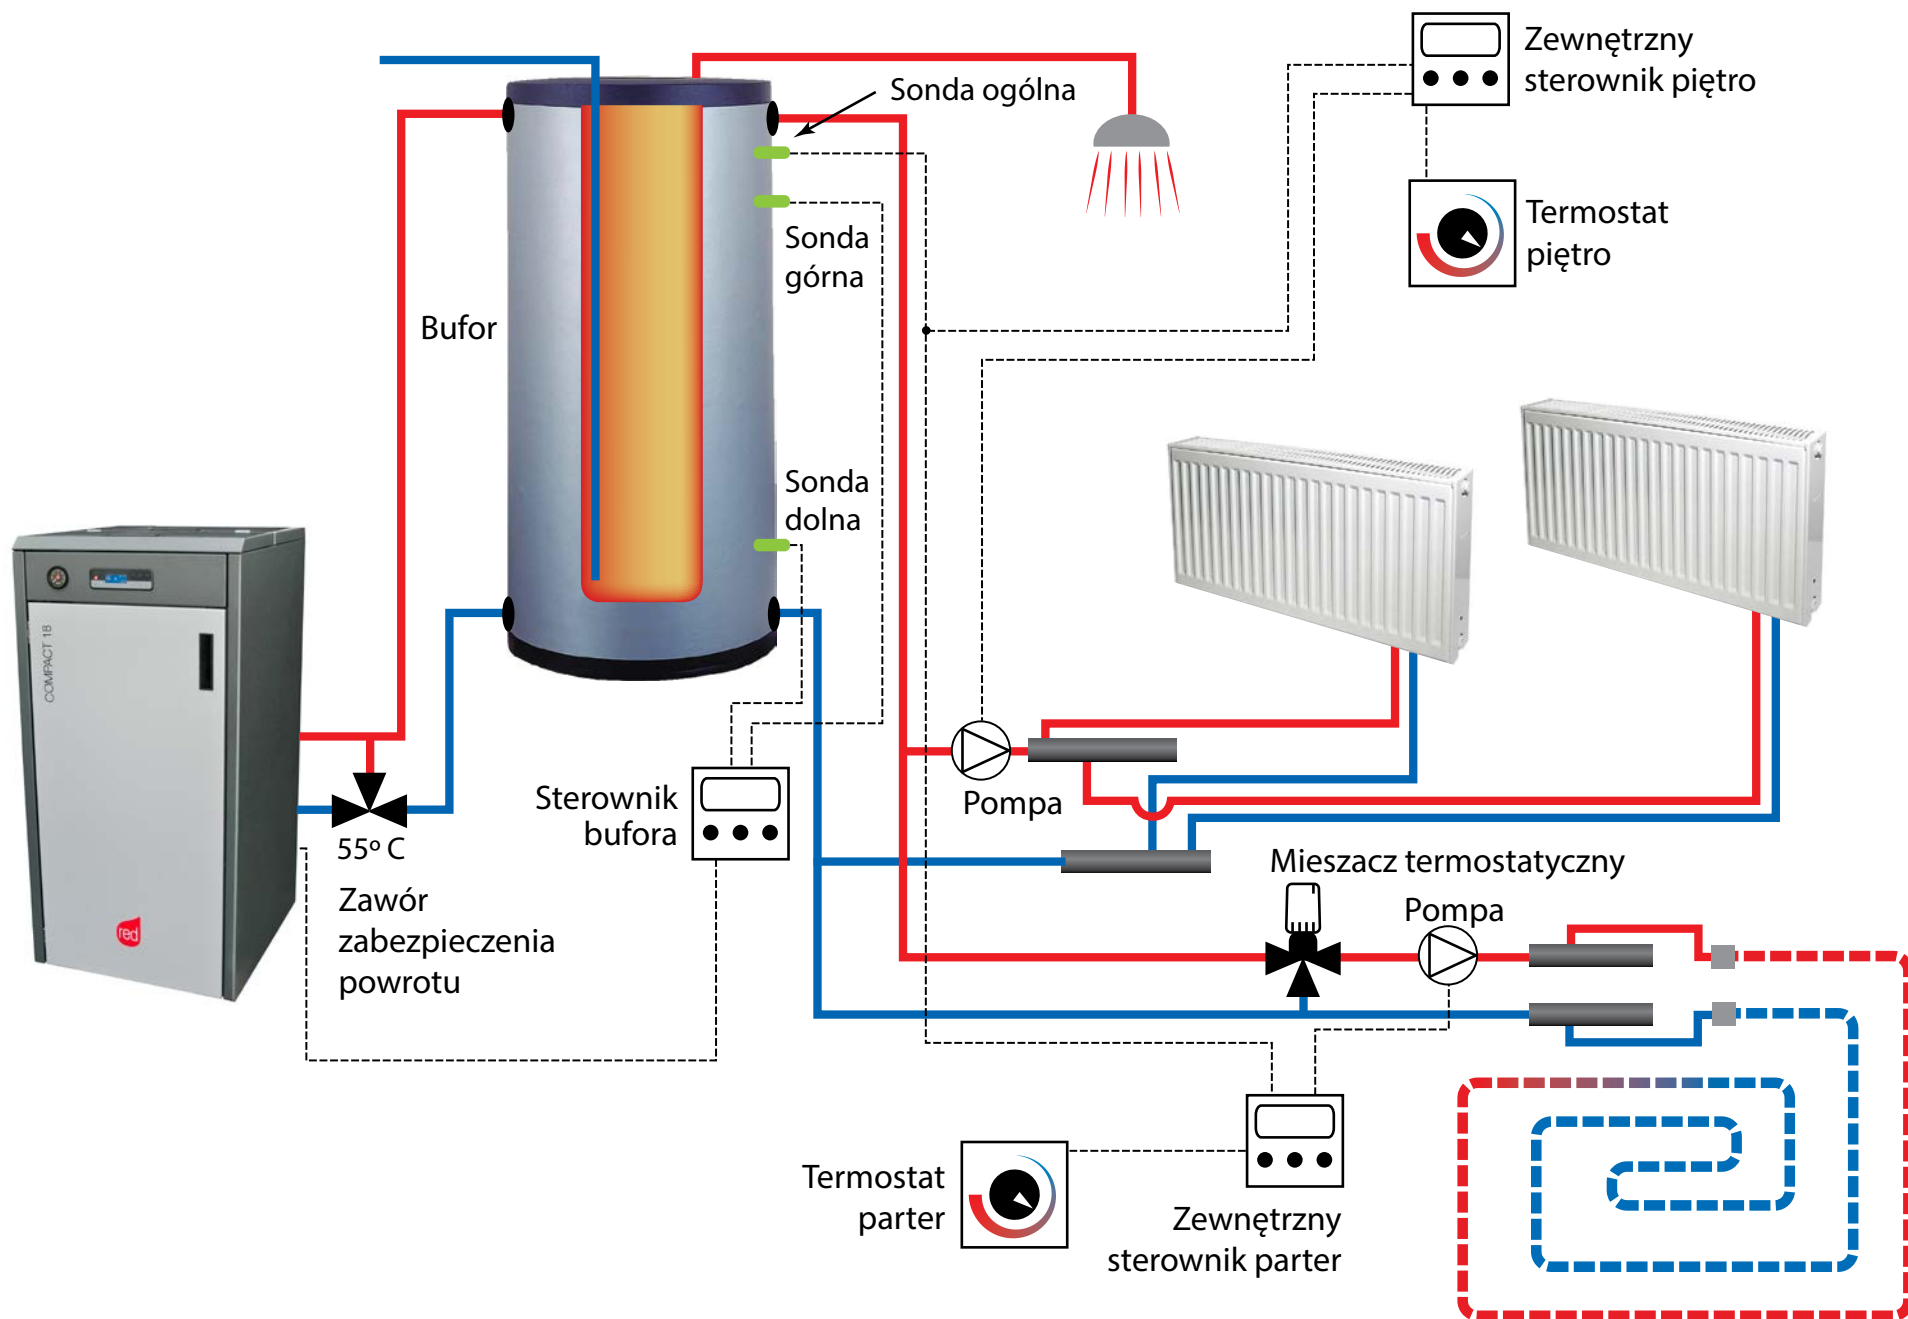 Zewnętrzny
sterownik piętro
Sonda ogólna
Termostat
piętro
Sonda
górna
Bufor
Sonda
dolna
COMPACT 18
Sterownik
bufora
Pompa
55º C
Mieszacz termostatyczny
Zawór
zabezpieczenia
powrotu
Pompa
red
Termostat
parter
Zewnętrzny
sterownik parter